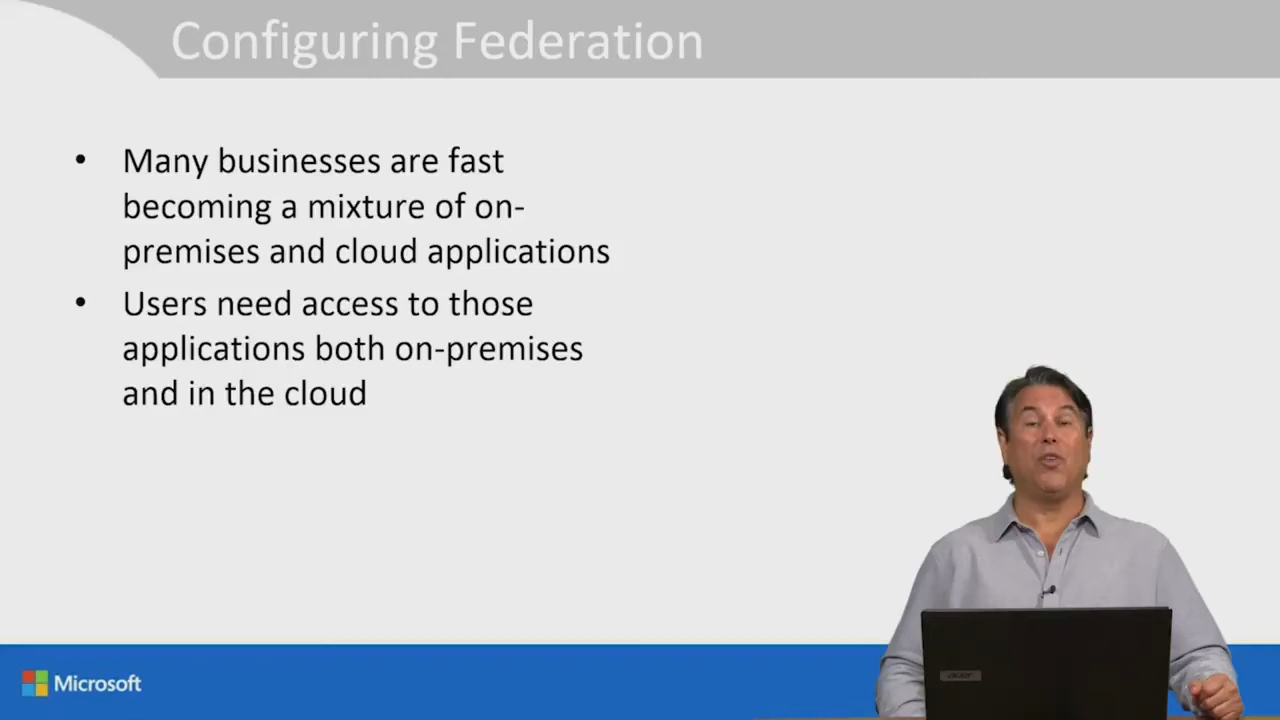 Configuring Federation
• Many businesses are fast
becoming a mixture of on-
premises and cloud applications
• Users need access to those
applications both on-premises
and in the cloud
Microsoft
acer